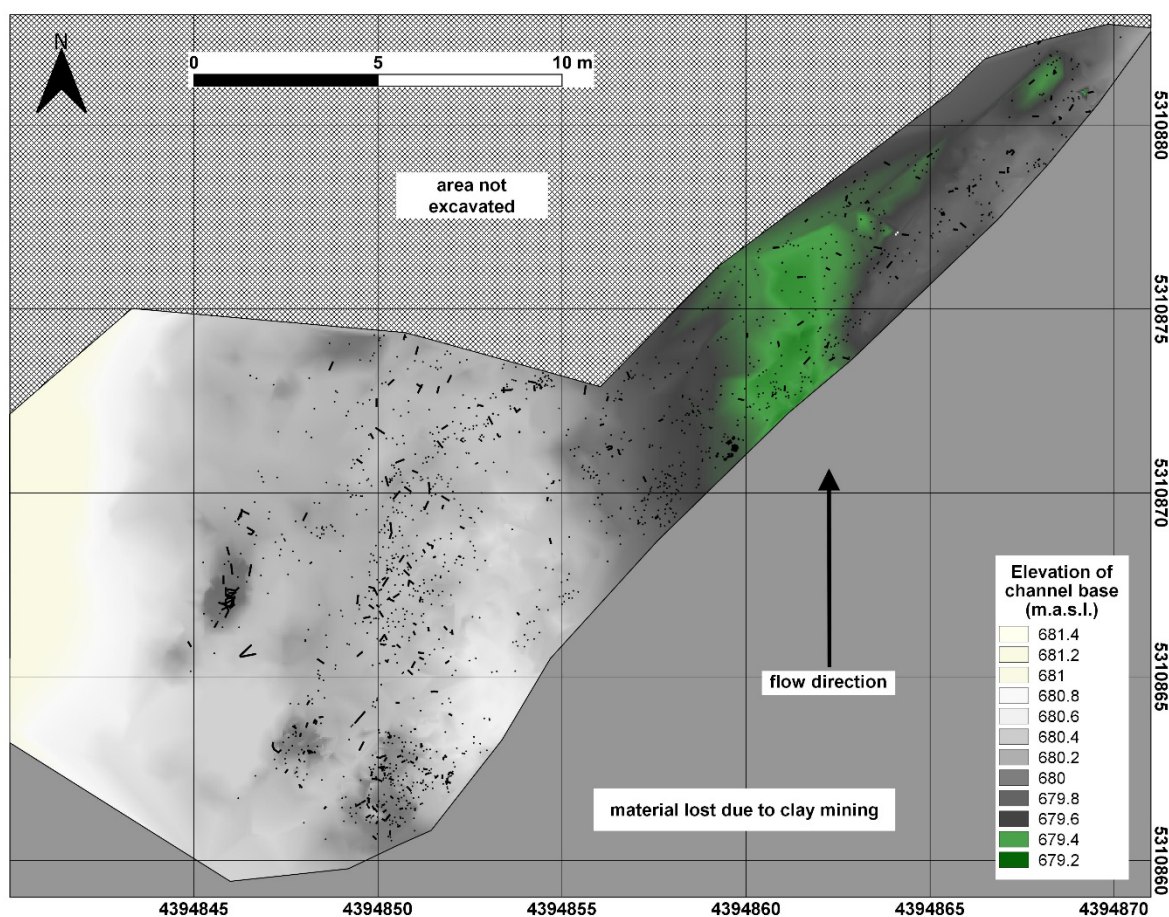 N
0 5 10 m
area not
excavated
5310880
5310875
5310870
5310865
5310860
flow direction
material lost due to clay mining
Elevation of
channel base
(m.a.s.l.)
681.4
681.2
681
680.8
680.6
680.4
680.2
680
679.8
679.6
679.4
679.2
4394845 4394850 4394855 4394860 4394865 4394870